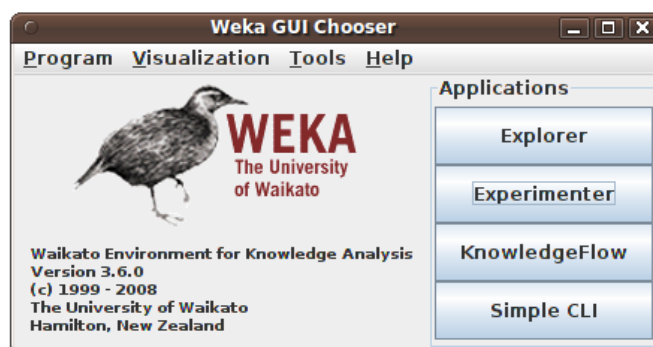 Weka GUI Chooser
Program Visualization Tools Help
WEKA
The University
of Waikato
Waikato Environment for Knowledge Analysis
Version 3.6.0
(c) 1999 - 2008
The University of Waikato
Hamilton, New Zealand
Applications
Explorer
Experimenter
KnowledgeFlow
Simple CLI